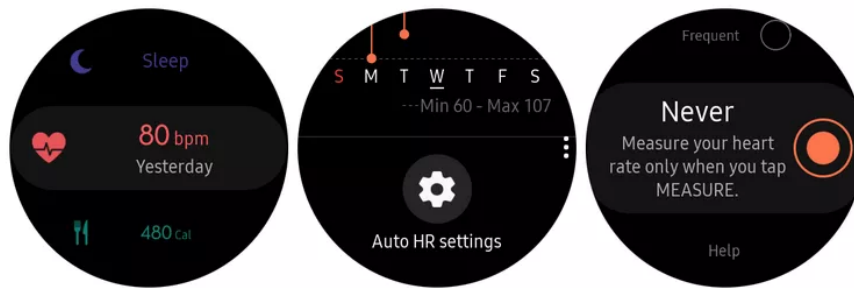 Sleep
80 bpm
Yesterday
480 Cal
S M T W T F S
---Min 60 - Max 107
Auto HR settings
Frequent
Never
Measure your heart
rate only when you tap
MEASURE.
Help